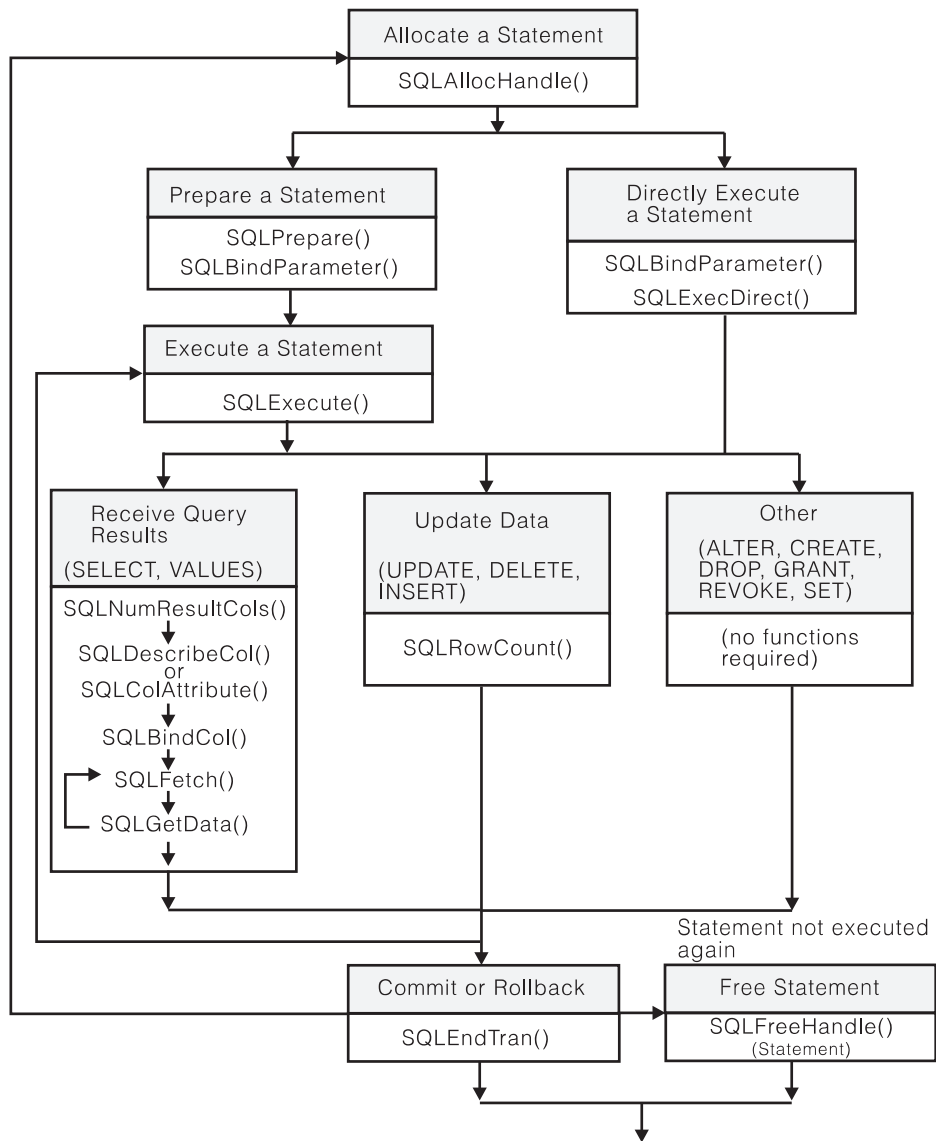 Allocate a Statement
SQLAllocHandle()
Prepare a Statement
SQLPrepare()
SQLBindParameter()
Directly Execute
a Statement
SQLBindParameter()
SQLExecDirect()
Execute a Statement
SQLExecute()
Receive Query
Results
(SELECT, VALUES)
SQLNumResultCols()
SQLDescribeCol()
or
SQLColAttribute()
SQLBindCol()
SQLFetch()
SQLGetData()
Update Data
(UPDATE, DELETE,
INSERT)
SQLRowCount()
Other
(ALTER, CREATE,
DROP, GRANT,
REVOKE, SET)
(no functions
required)
Statement not executed
again
Commit or Rollback
SQLEndTran()
Free Statement
SQLFreeHandle()
(Statement)